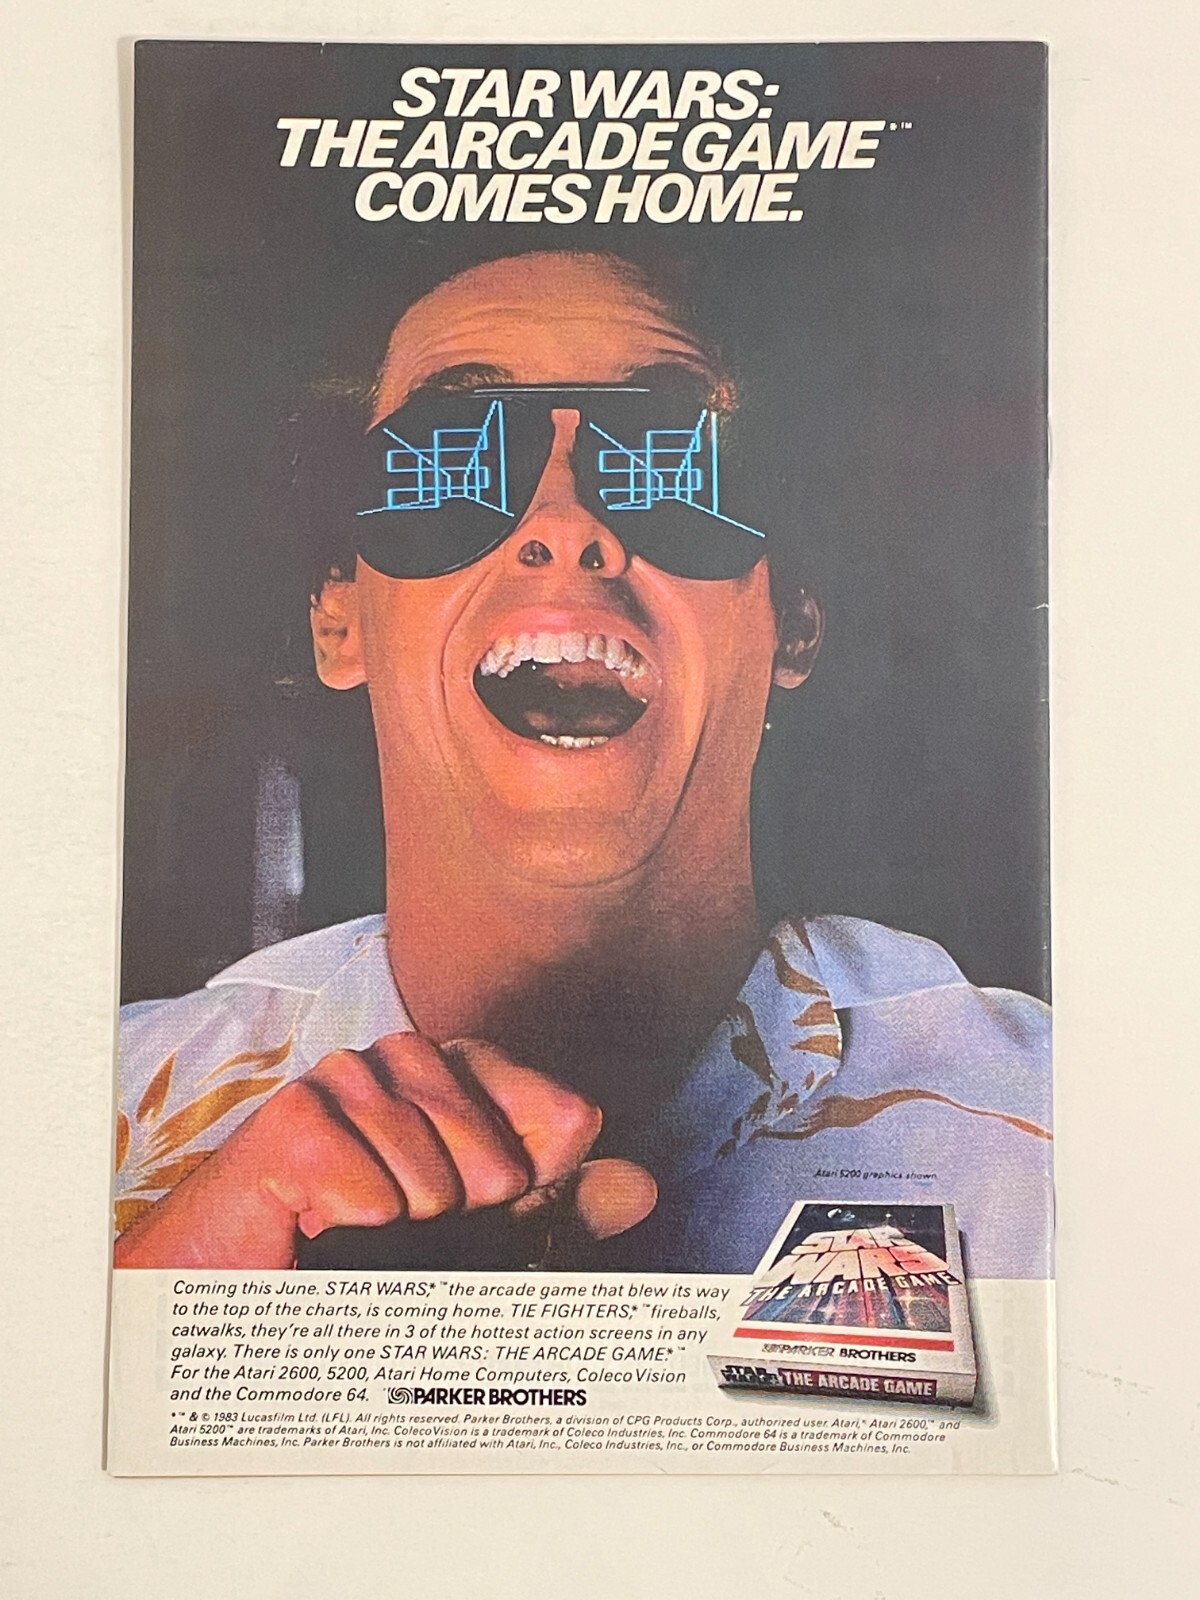 STAR WARS:
THE ARCADE GAME*™
COMES HOME.
Atari 5200 graphics shown.
STAR
WARS
THE ARCADE GAME
PARKER BROTHERS
STAR WARS THE ARCADE GAME
Coming this June. STAR WARS,*™ the arcade game that blew its way
to the top of the charts, is coming home. TIE FIGHTERS,*™ fireballs,
catwalks, they're all there in 3 of the hottest action screens in any
galaxy. There is only one STAR WARS: THE ARCADE GAME.*™
For the Atari 2600, 5200, Atari Home Computers, ColecoVision
and the Commodore 64. PARKER BROTHERS
*™ & © 1983 Lucasfilm Ltd. (LFL). All rights reserved. Parker Brothers, a division of CPG Products Corp., authorized user. Atari,® Atari 2600,™ and
Atari 5200™ are trademarks of Atari, Inc. ColecoVision is a trademark of Coleco Industries, Inc. Commodore 64 is a trademark of Commodore
Business Machines, Inc. Parker Brothers is not affiliated with Atari, Inc., Coleco Industries, Inc., or Commodore Business Machines, Inc.